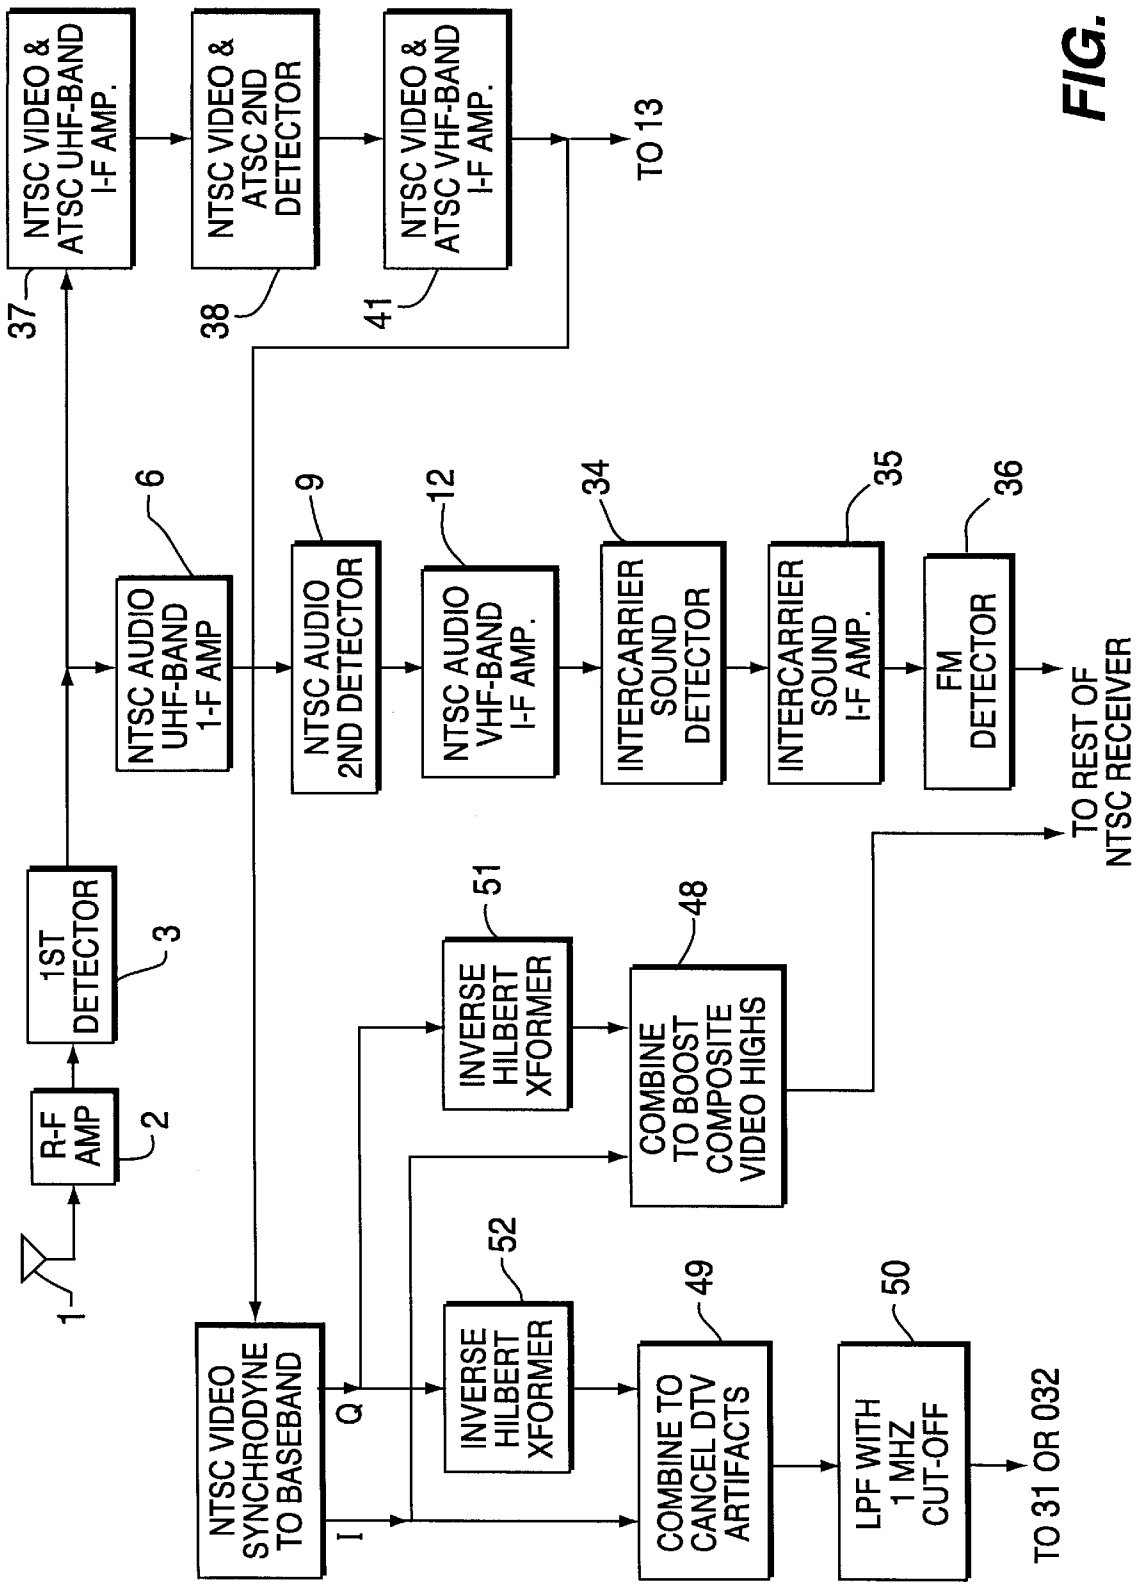 1
R-F
AMP
2
1ST
DETECTOR
3
NTSC AUDIO
UHF-BAND
1-F AMP
6
NTSC VIDEO &
ATSC UHF-BAND
I-F AMP.
37
NTSC VIDEO &
ATSC 2ND
DETECTOR
38
NTSC VIDEO &
ATSC VHF-BAND
I-F AMP.
41
TO 13
NTSC AUDIO
2ND DETECTOR
9
NTSC AUDIO
VHF-BAND
I-F AMP.
12
INTERCARRIER
SOUND
DETECTOR
34
INTERCARRIER
SOUND
I-F AMP.
35
FM
DETECTOR
36
TO REST OF
NTSC RECEIVER
NTSC VIDEO
SYNCHRODYNE
TO BASEBAND
I
Q
INVERSE
HILBERT
XFORMER
52
INVERSE
HILBERT
XFORMER
51
COMBINE TO
CANCEL DTV
ARTIFACTS
49
COMBINE
TO BOOST
COMPOSITE
VIDEO HIGHS
48
LPF WITH
1 MHZ
CUT-OFF
50
TO 31 OR 032
FIG.